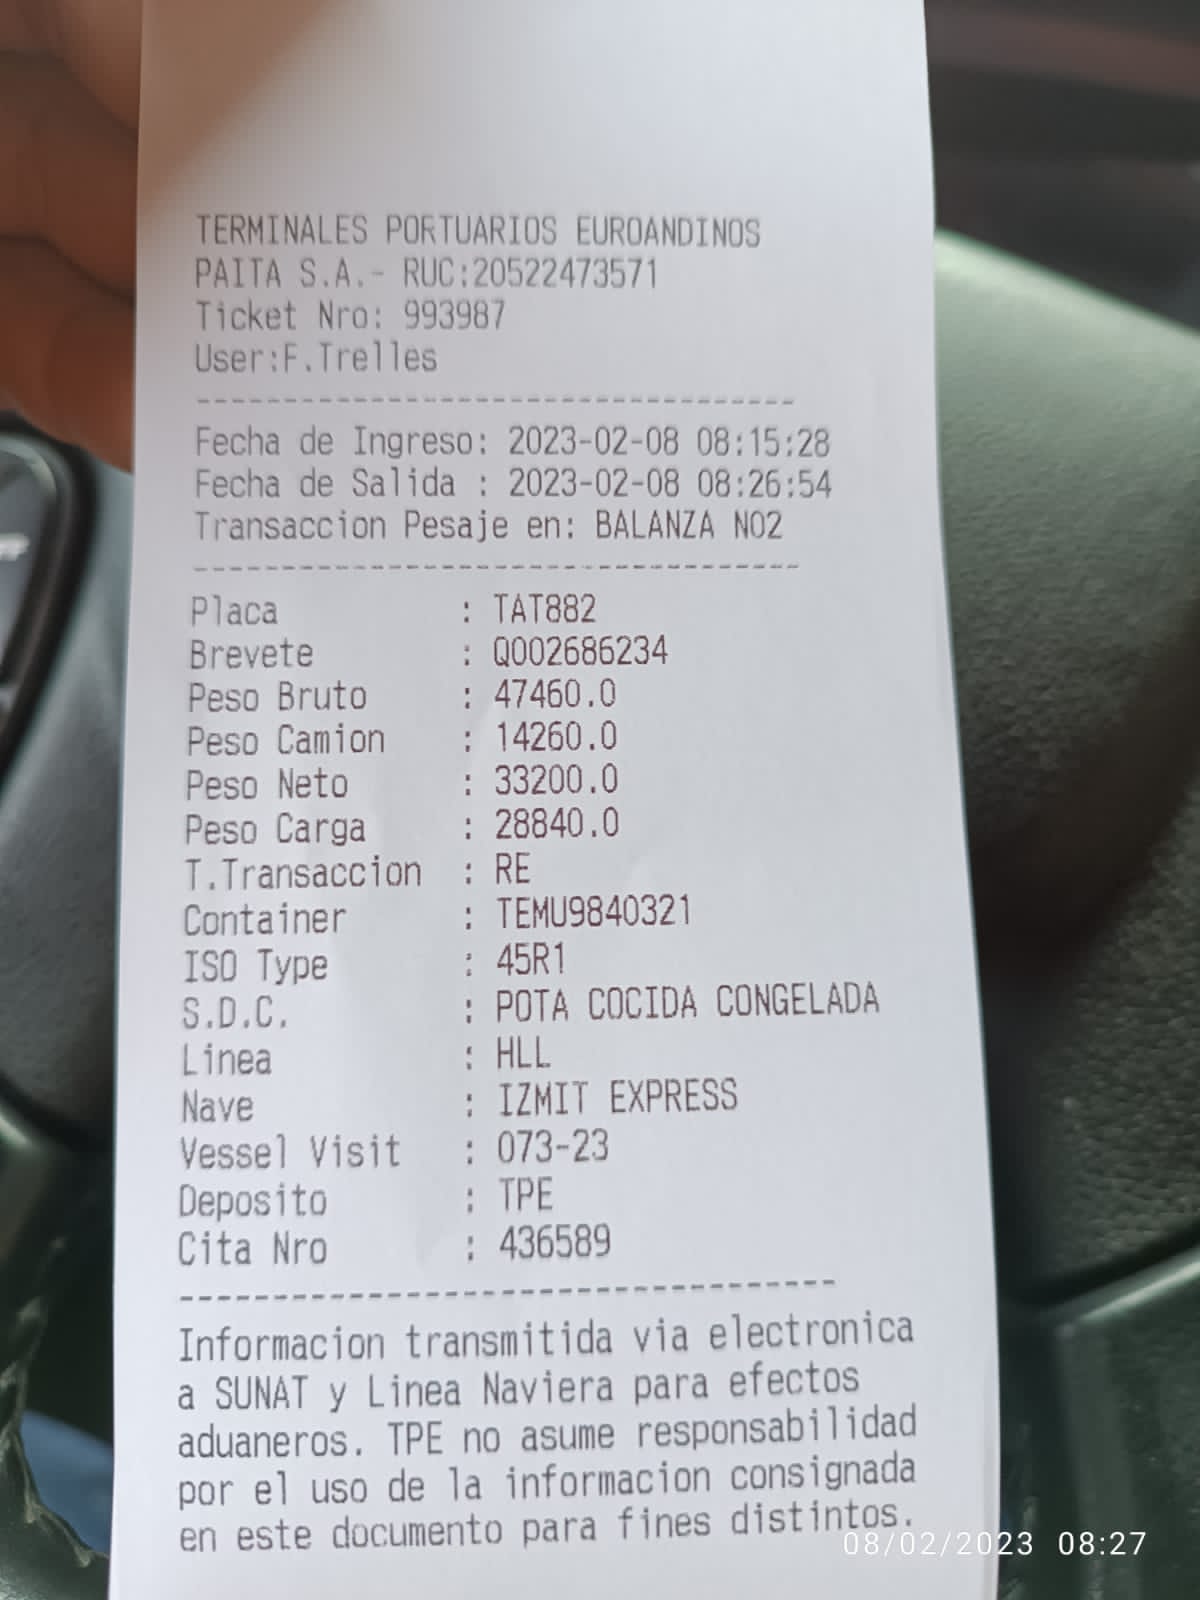 TERMINALES PORTUARIOS EUROANDINOS
PAITA S.A.- RUC:20522473571
Ticket Nro: 993987
User:F.Trelles
-----------------------------------
Fecha de Ingreso: 2023-02-08 08:15:28
Fecha de Salida : 2023-02-08 08:26:54
Transaccion Pesaje en: BALANZA NO2
-----------------------------------
Placa : TAT882
Brevete : Q002686234
Peso Bruto : 47460.0
Peso Camion : 14260.0
Peso Neto : 33200.0
Peso Carga : 28840.0
T.Transaccion : RE
Container : TEMU9840321
ISO Type : 45R1
S.D.C. : POTA COCIDA CONGELADA
Linea : HLL
Nave : IZMIT EXPRESS
Vessel Visit : 073-23
Deposito : TPE
Cita Nro : 436589
-----------------------------------
Informacion transmitida via electronica
a SUNAT y Linea Naviera para efectos
aduaneros. TPE no asume responsabilidad
por el uso de la informacion consignada
en este documento para fines distintos.
08/02/2023 08:27